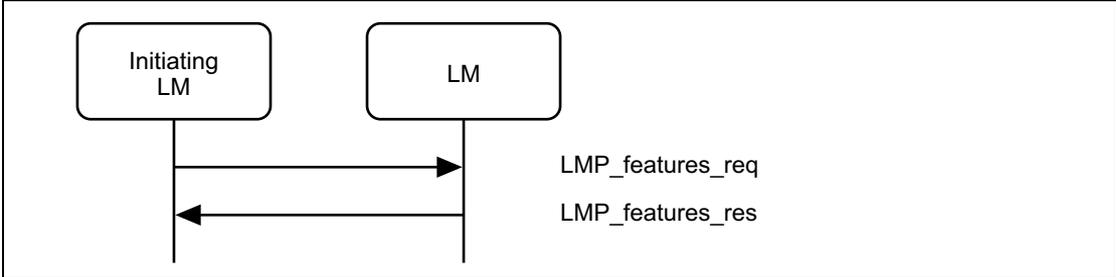 Initiating
LM
LM
LMP_features_req
LMP_features_res